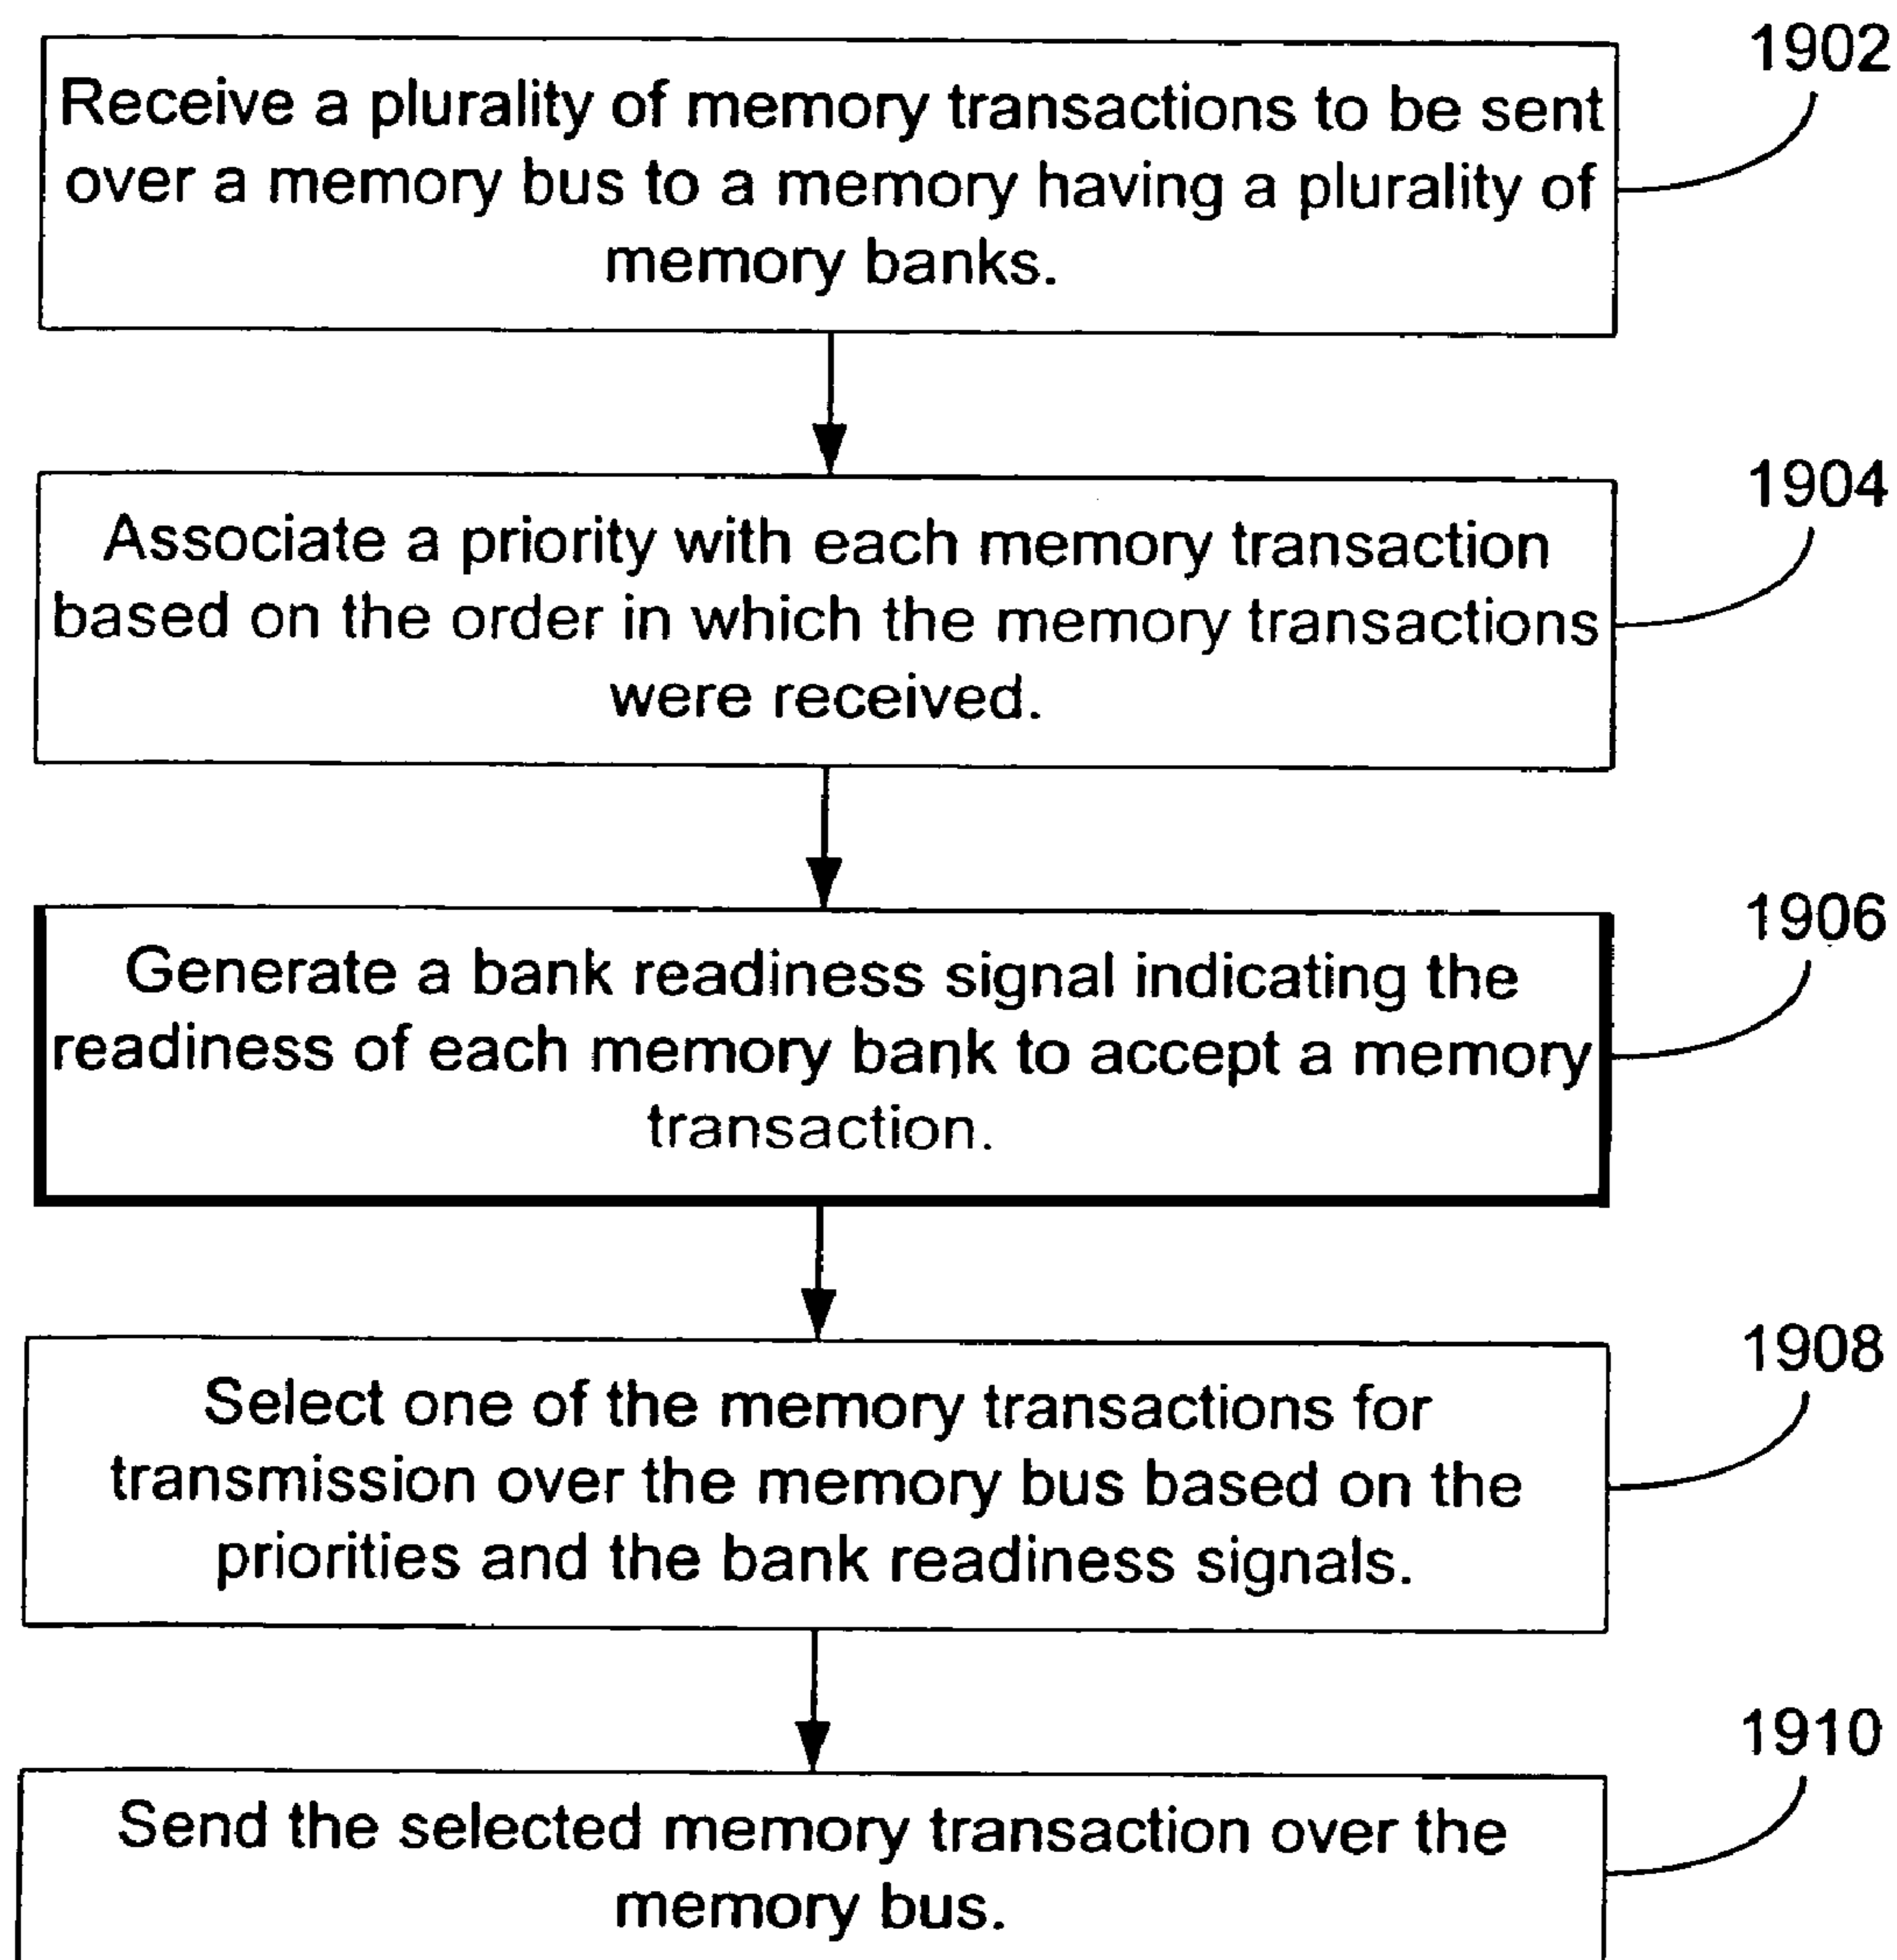 1902
Receive a plurality of memory transactions to be sent
over a memory bus to a memory having a plurality of
memory banks.
1904
Associate a priority with each memory transaction
based on the order in which the memory transactions
were received.
1906
Generate a bank readiness signal indicating the
readiness of each memory bank to accept a memory
transaction.
1908
Select one of the memory transactions for
transmission over the memory bus based on the
priorities and the bank readiness signals.
1910
Send the selected memory transaction over the
memory bus.